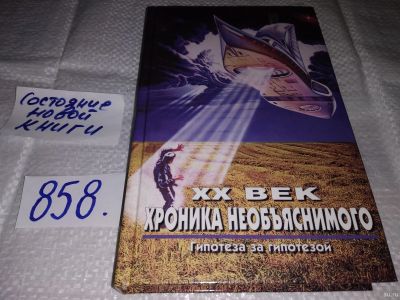 Состояние
новой
книги
858.
XX ВЕК
ХРОНИКА НЕОБЪЯСНИМОГО
Гипотеза за гипотезой